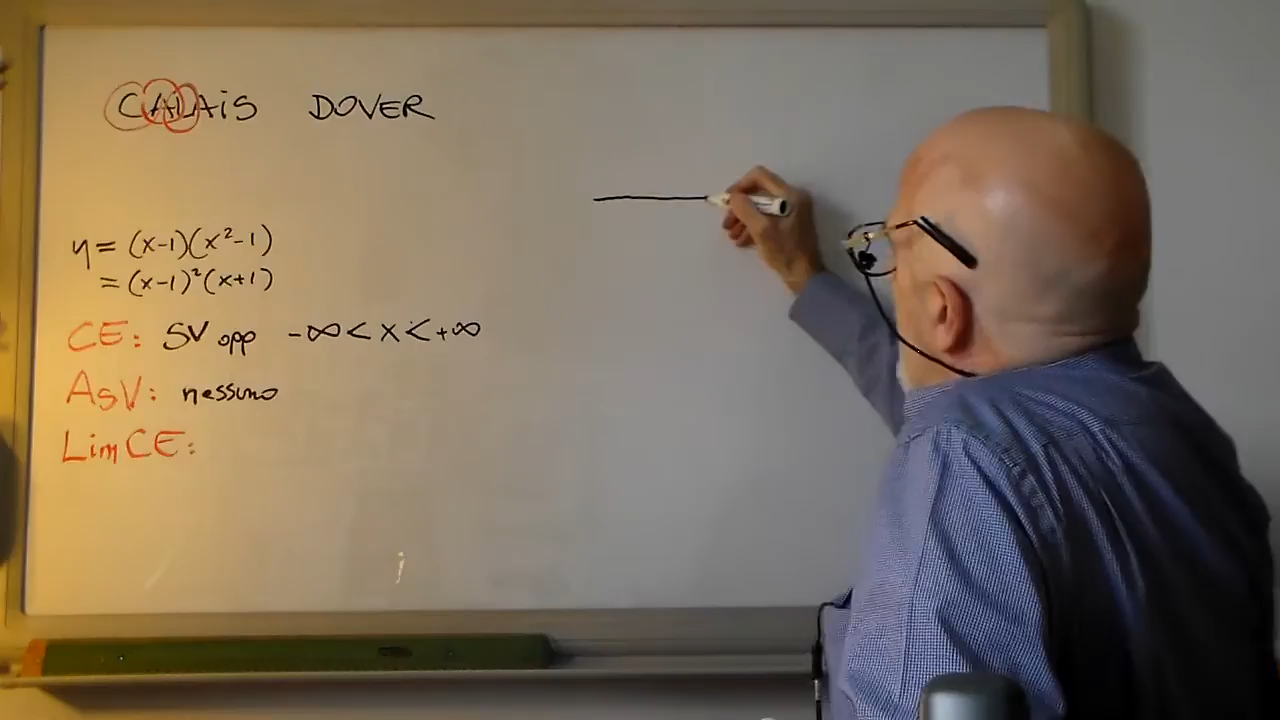 CALAiS DOVER
y = (x-1)(x²-1)
= (x-1)²(x+1)
CE: SV opp -∞ < x < +∞
AsV: nessuno
Lim CE: